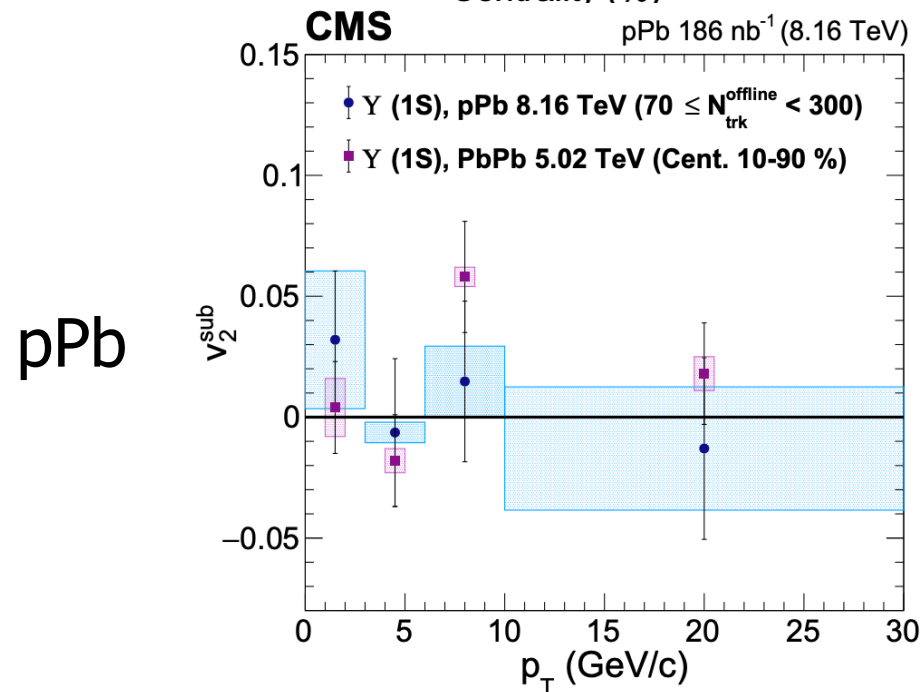 CMS
pPb 186 nb⁻¹ (8.16 TeV)
ϒ (1S), pPb 8.16 TeV (70 ≤ N_trk^offline < 300)
ϒ (1S), PbPb 5.02 TeV (Cent. 10-90 %)
pPb
v₂^sub
0.15
0.1
0.05
0
−0.05
0 5 10 15 20 25 30
p_T (GeV/c)